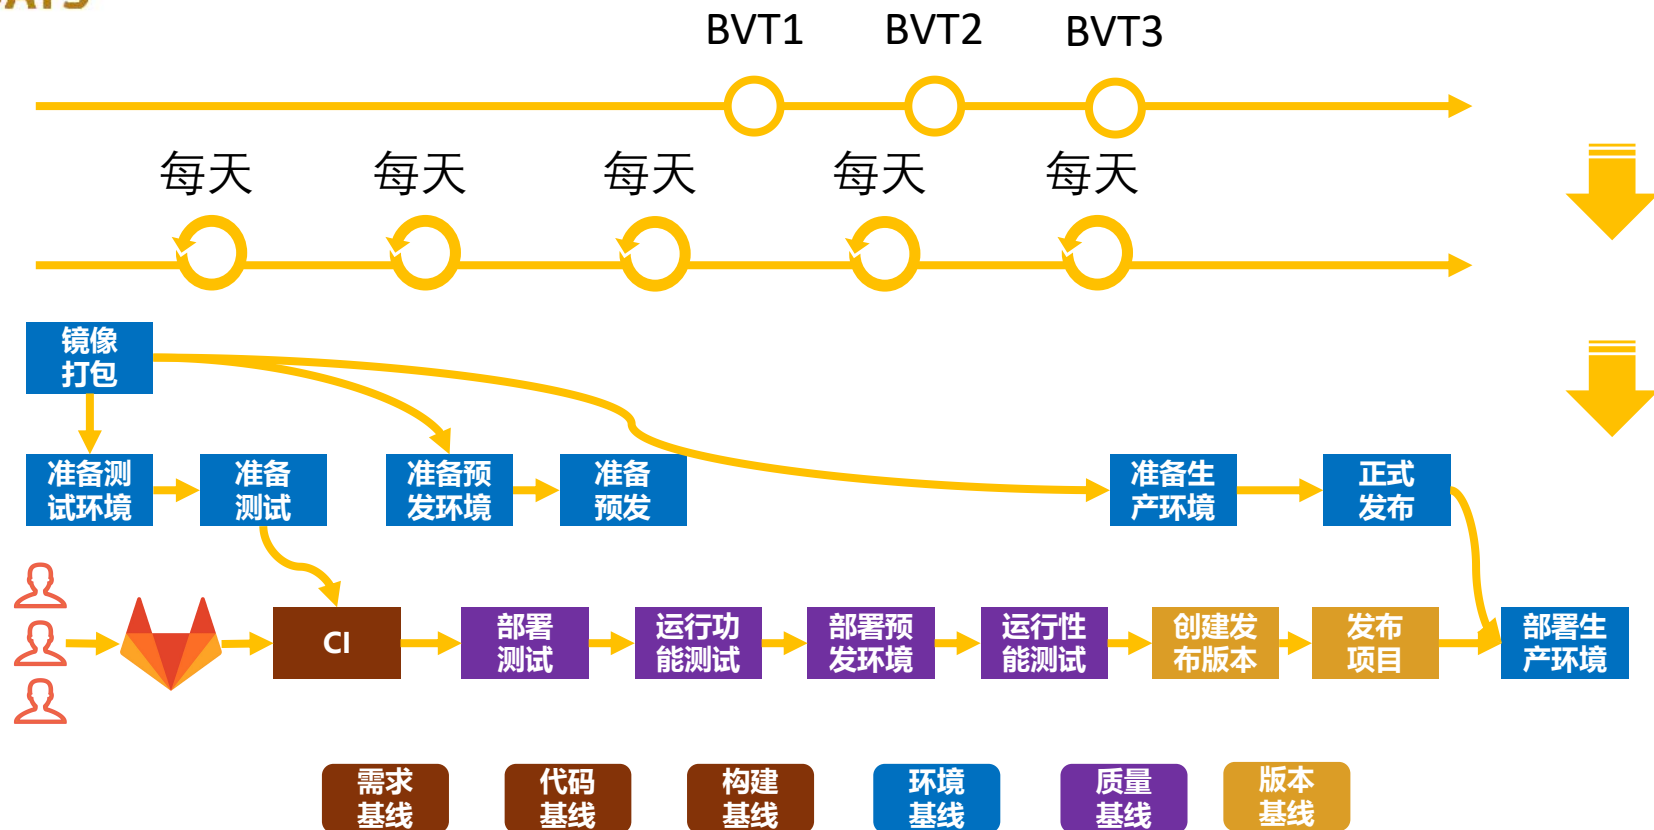 BVT1
BVT2
BVT3
每天
每天
每天
每天
每天
镜像
打包
准备测
试环境
准备
测试
准备预
发环境
准备
预发
准备生
产环境
正式
发布
CI
部署
测试
运行功
能测试
部署预
发环境
运行性
能测试
创建发
布版本
发布
项目
部署生
产环境
需求
基线
代码
基线
构建
基线
环境
基线
质量
基线
版本
基线